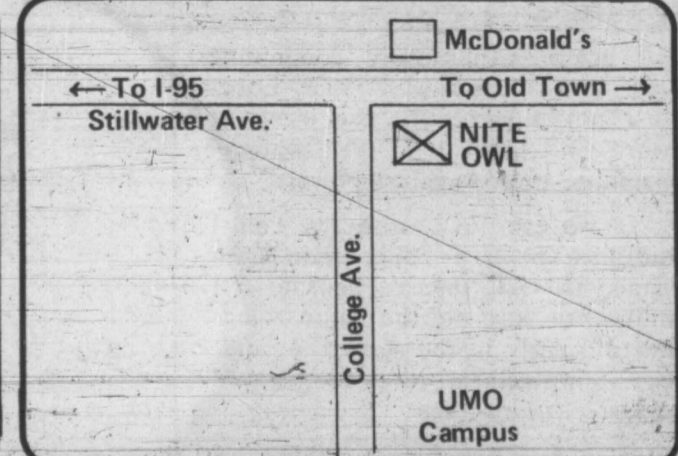 McDonald's
← To I-95
To Old Town →
Stillwater Ave.
NITE
OWL
College Ave.
UMO
Campus